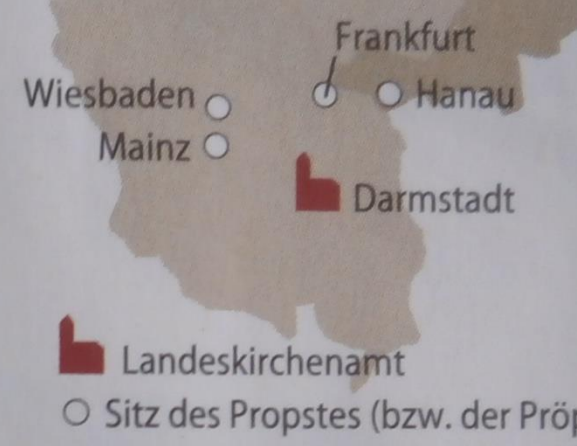 Frankfurt
Wiesbaden
Hanau
Mainz
Darmstadt
Landeskirchenamt
Sitz des Propstes (bzw. der